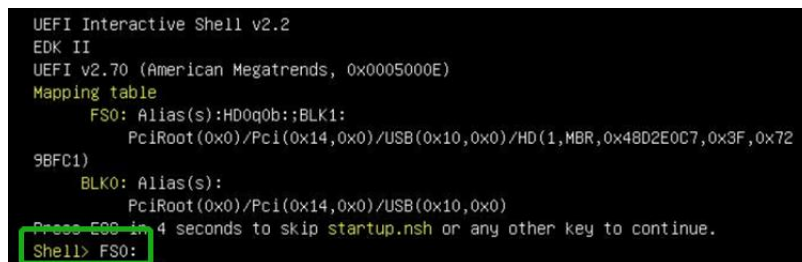 UEFI Interactive Shell v2.2
EDK II
UEFI v2.70 (American Megatrends, 0x0005000E)
Mapping table
FS0: Alias(s):HD0q0b:;BLK1:
PciRoot(0x0)/Pci(0x14,0x0)/USB(0x10,0x0)/HD(1,MBR,0x48D2E0C7,0x3F,0x72
9BFC1)
BLK0: Alias(s):
PciRoot(0x0)/Pci(0x14,0x0)/USB(0x10,0x0)
Press ESC in 4 seconds to skip startup.nsh or any other key to continue.
Shell> FS0: